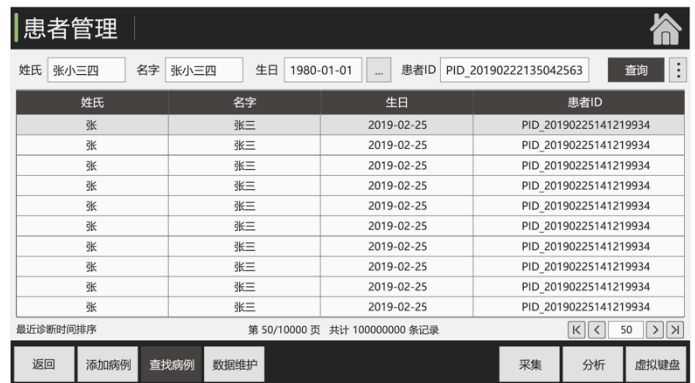 患者管理
姓氏 张小三四 名字 张小三四 生日 1980-01-01 ... 患者ID PID_20190222135042563 查询
姓氏 名字 生日 患者ID
张 张三 2019-02-25 PID_20190225141219934
张 张三 2019-02-25 PID_20190225141219934
张 张三 2019-02-25 PID_20190225141219934
张 张三 2019-02-25 PID_20190225141219934
张 张三 2019-02-25 PID_20190225141219934
张 张三 2019-02-25 PID_20190225141219934
张 张三 2019-02-25 PID_20190225141219934
张 张三 2019-02-25 PID_20190225141219934
张 张三 2019-02-25 PID_20190225141219934
张 张三 2019-02-25 PID_20190225141219934
最近诊断时间排序 第 50/10000 页 共计 100000000 条记录 50
返回 添加病例 查找病例 数据维护 采集 分析 虚拟键盘